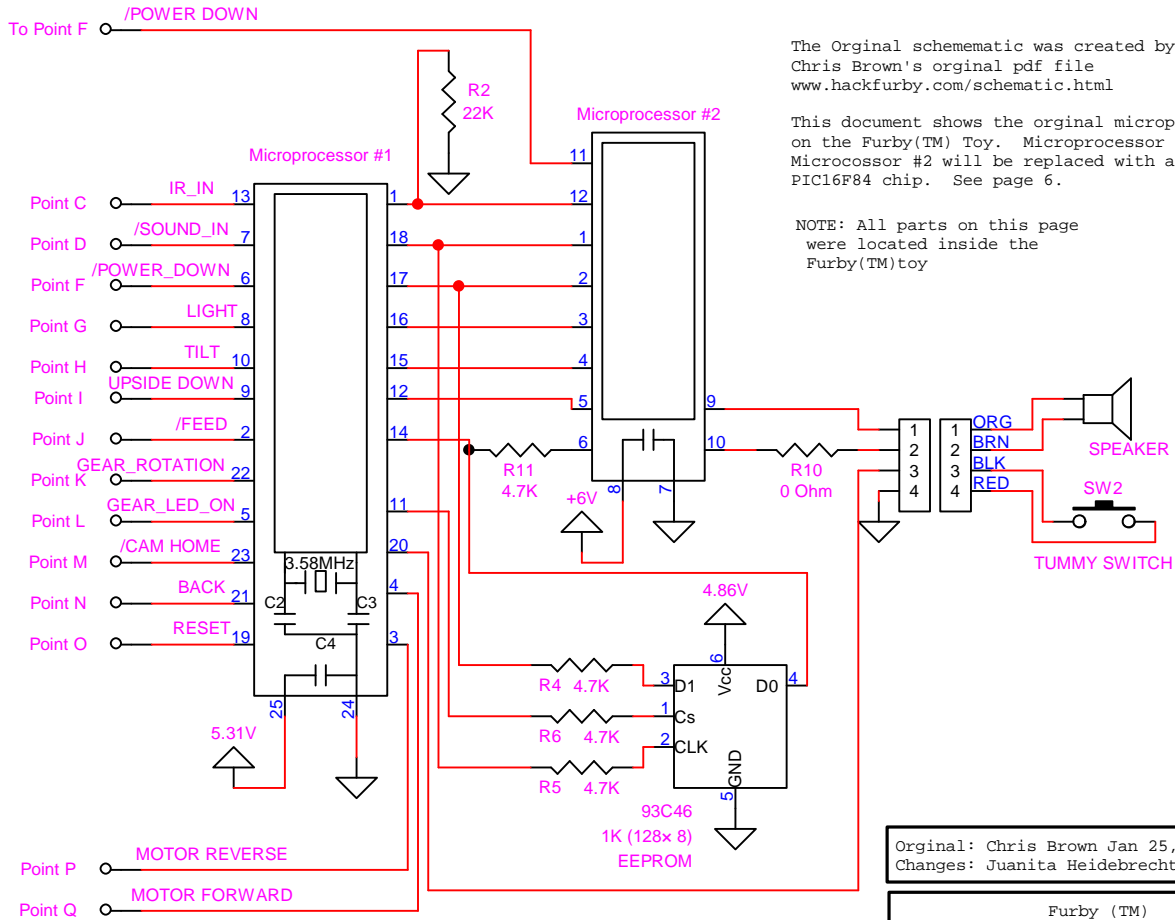 /POWER DOWN
To Point F
The Orginal schemematic was created by
Chris Brown's orginal pdf file
www.hackfurby.com/schematic.html
This document shows the orginal microp
on the Furby(TM) Toy. Microprocessor
Microcossor #2 will be replaced with a
PIC16F84 chip. See page 6.
NOTE: All parts on this page
were located inside the
Furby(TM)toy
R2
22K
Microprocessor #2
Microprocessor #1
11
12
1
2
3
4
5
6
8
7
9
10
Point C
IR_IN
13
1
Point D
/SOUND_IN
7
18
Point F
/POWER_DOWN
6
17
Point G
LIGHT
8
16
Point H
TILT
10
15
Point I
UPSIDE DOWN
9
12
Point J
/FEED
2
14
Point K
GEAR_ROTATION
22
Point L
GEAR_LED_ON
5
11
Point M
/CAM HOME
23
20
Point N
BACK
21
4
Point O
RESET
19
3
3.58MHz
C2
C3
C4
25
24
5.31V
R11
4.7K
+6V
R10
0 Ohm
1
2
3
4
1
2
3
4
ORG
BRN
BLK
RED
SPEAKER
SW2
TUMMY SWITCH
4.86V
R4 4.7K
R6 4.7K
R5 4.7K
6
Vcc
3
D1
D0
4
1
Cs
2
CLK
GND
5
93C46
1K (128× 8)
EEPROM
Point P
MOTOR REVERSE
Point Q
MOTOR FORWARD
Orginal: Chris Brown Jan 25,
Changes: Juanita Heidebrecht
Furby (TM)